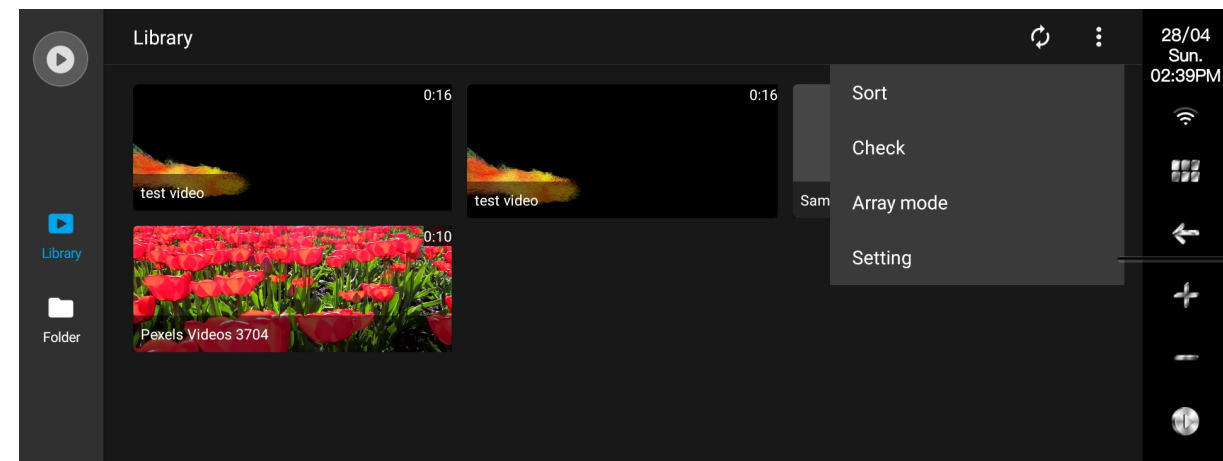 Library
28/04
Sun.
02:39PM
0:16
test video
0:16
test video
Sam
Sort
Check
Array mode
Setting
Library
0:10
Pexels Videos 3704
Folder